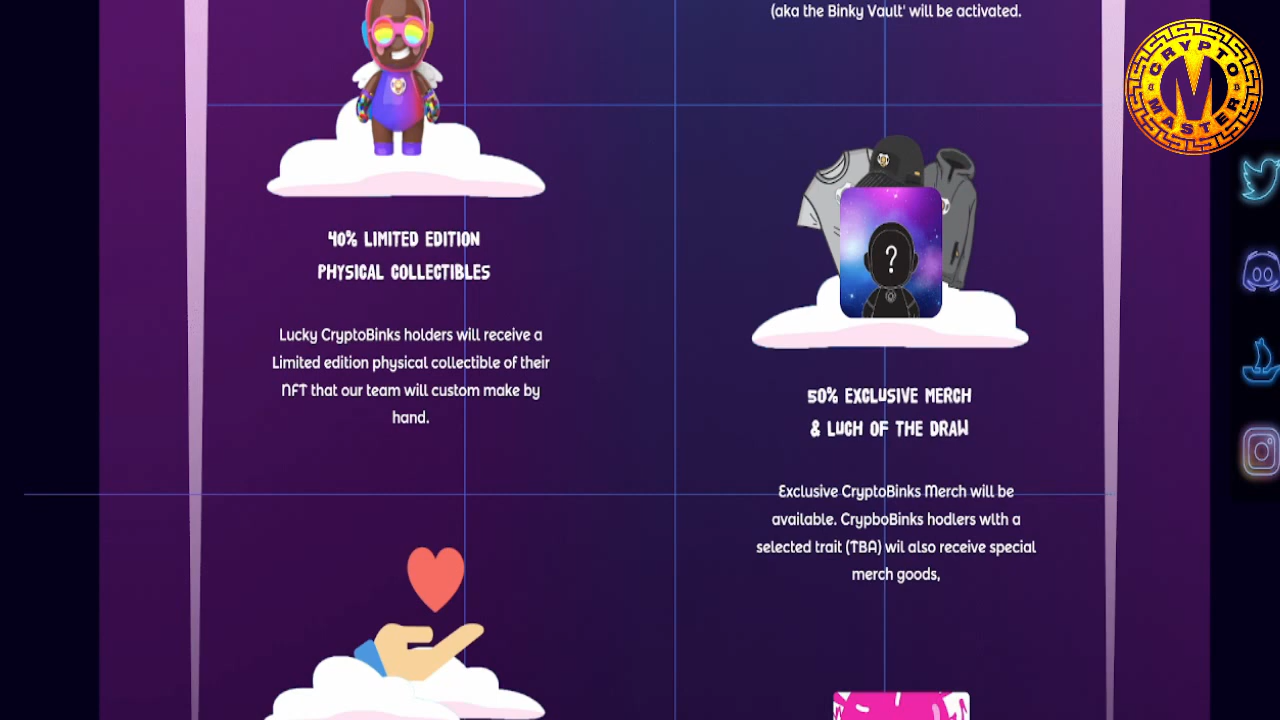 (aka the Binky Vault' will be activated.
CRYPTO
M
MASTER
40% LIMITED EDITION
PHYSICAL COLLECTIBLES
Lucky CryptoBinks holders will receive a
Limited edition physical collectible of their
NFT that our team will custom make by
hand.
?
50% EXCLUSIVE MERCH
& LUCH OF THE DRAW
Exclusive CryptoBinks Merch will be
available. CrypboBinks hodlers wlth a
selected trait (TBA) wil also receive special
merch goods,